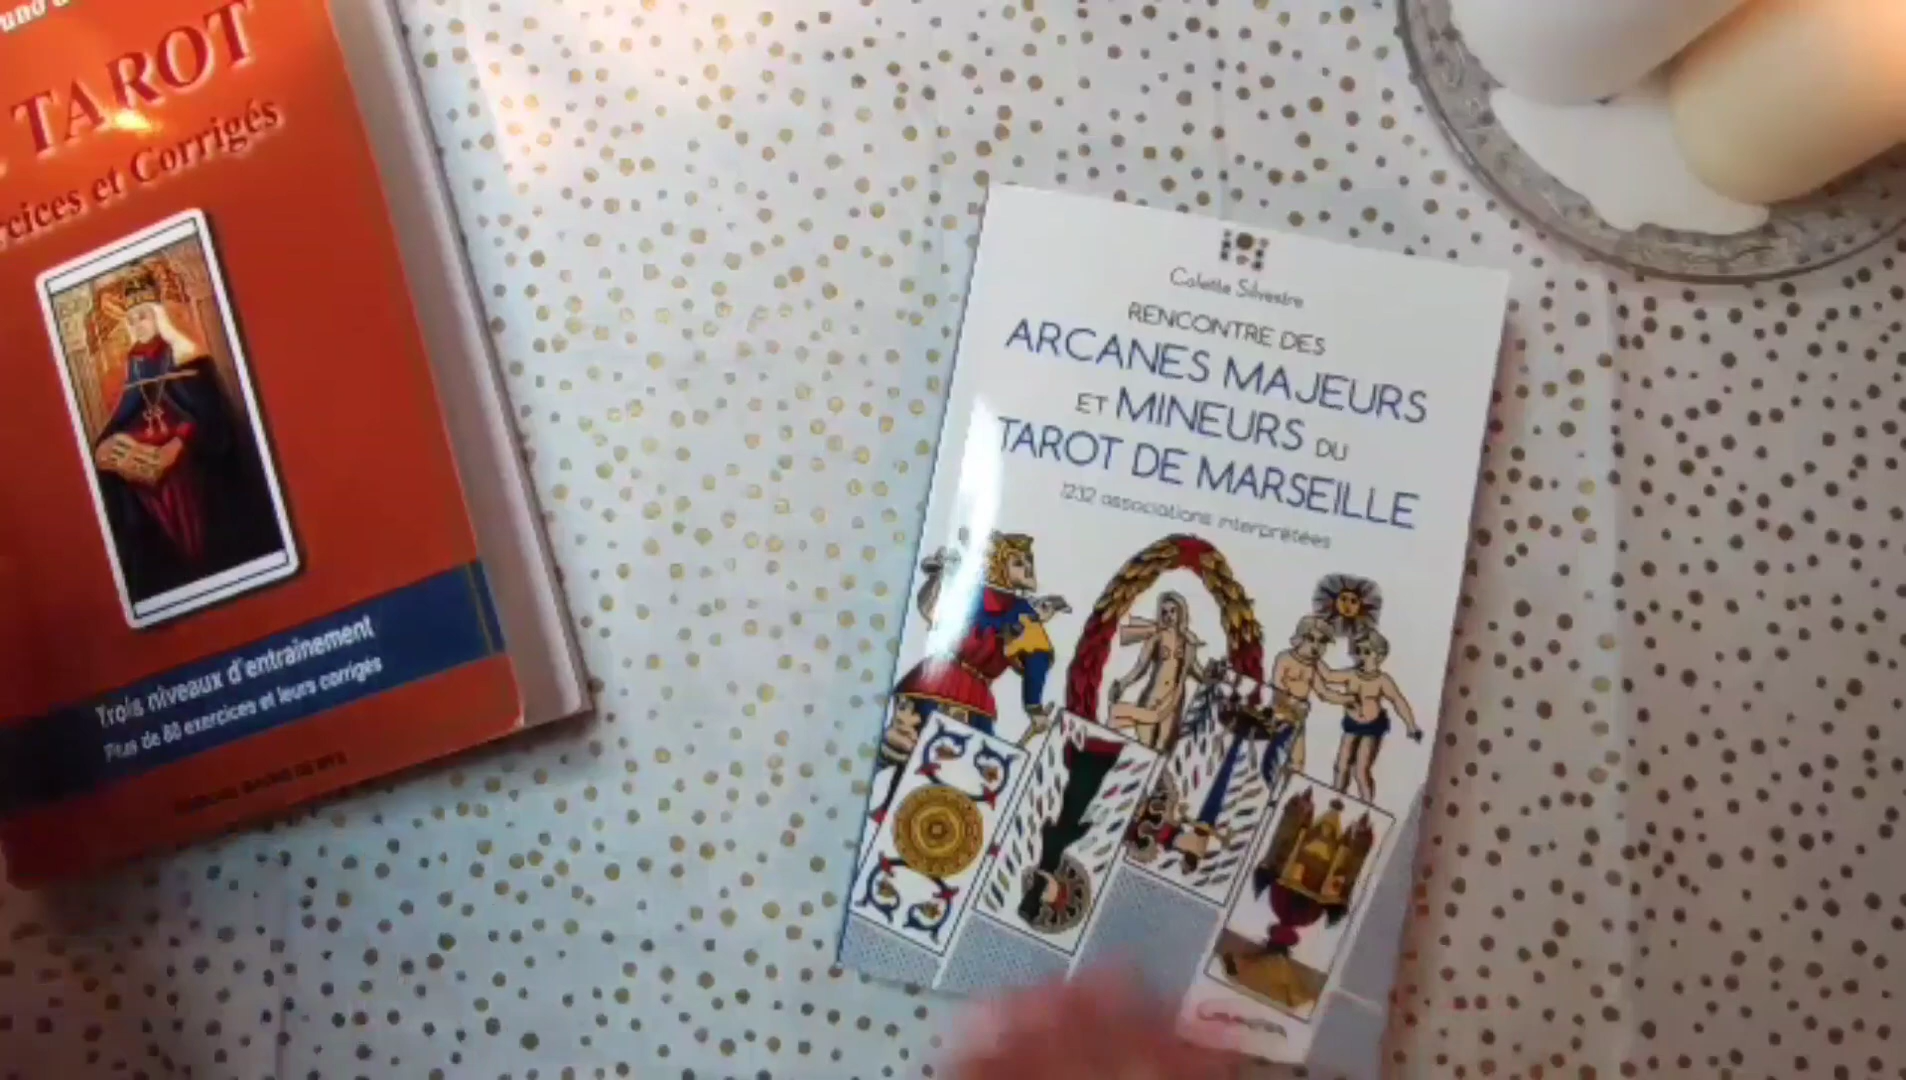 TAROT
et Corrigés
Trois niveaux d'entraînement
Plus de 80 exercices et leurs corrigés
Colette Silvestre
RENCONTRE DES
ARCANES MAJEURS
ET MINEURS DU
TAROT DE MARSEILLE
1232 associations interprétées